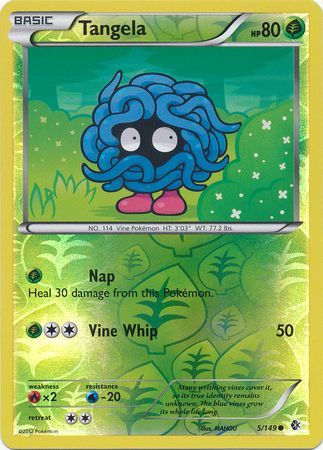 BASIC
Tangela
HP80
NO. 114 Vine Pokémon HT. 3'03" WT. 77.2 lbs.
Nap
Heal 30 damage from this Pokémon.
Vine Whip 50
weakness resistance
×2 -20
retreat
Many writhing vines cover it,
so its true identity remains
unknown. The blue vines grow
its whole life long.
©2012 Pokémon
Illus. MAHOU
5/149